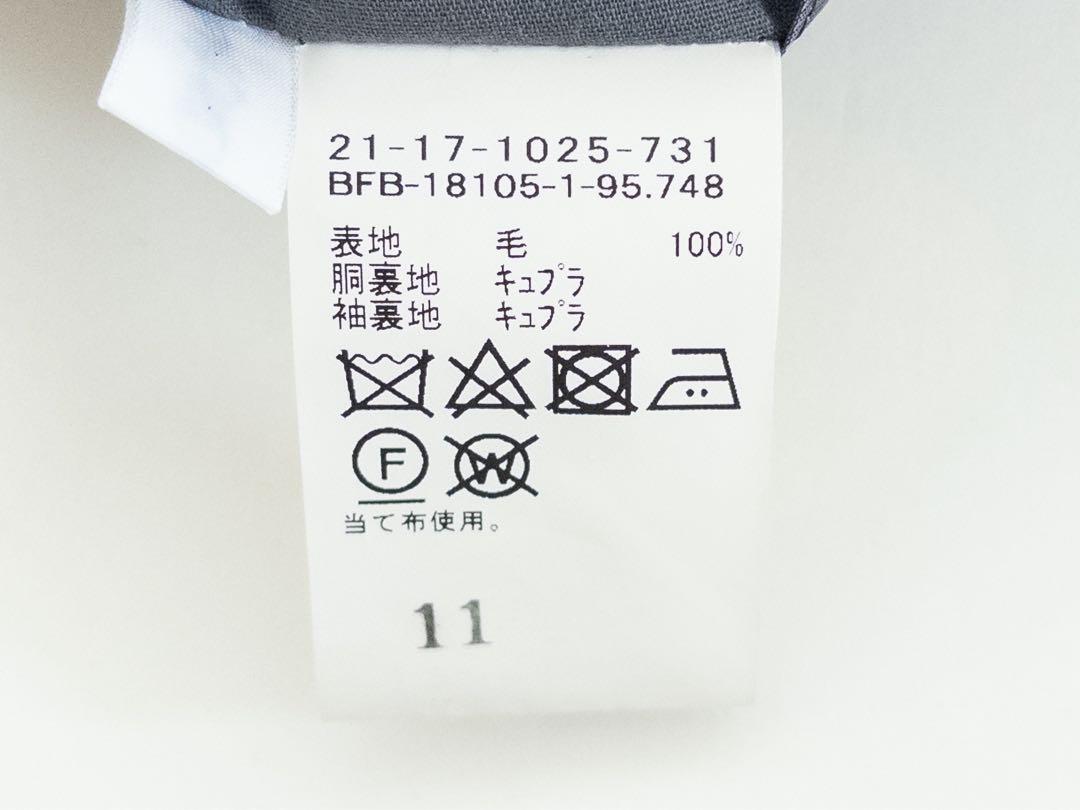 21-17-1025-731
BFB-18105-1-95.748
表地 毛 100%
胴裏地 キュプラ
袖裏地 キュプラ
F W
当て布使用。
11